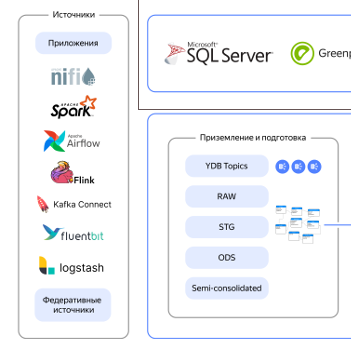 Источники
Приложения
nifi
APACHE
Spark
Apache
Airflow
Flink
Kafka Connect
fluentbit
logstash
Федеративные
источники
Microsoft
SQL Server
Greenp
Приземление и подготовка
YDB Topics
RAW
STG
ODS
Semi-consolidated